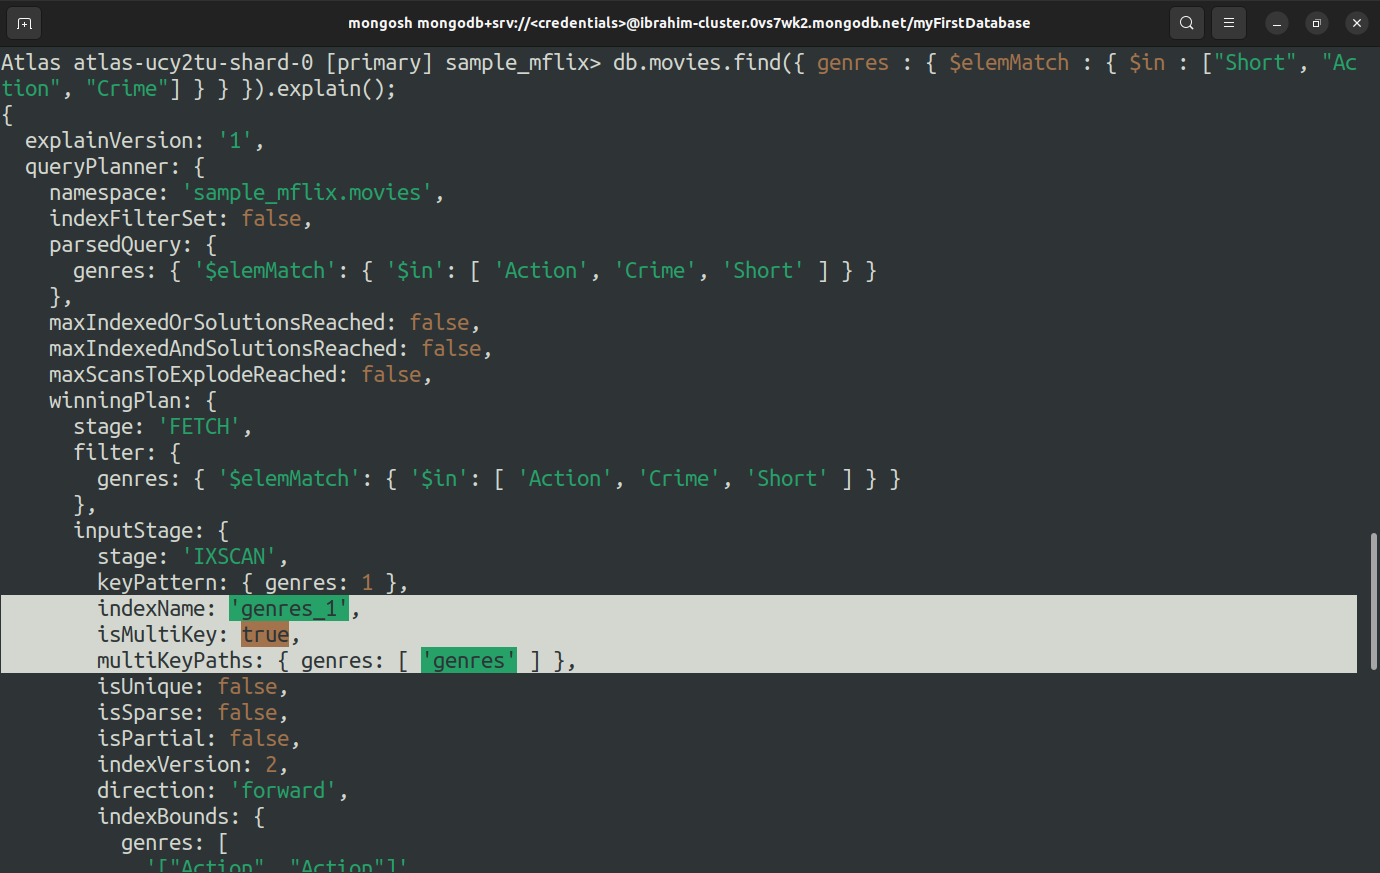 mongosh mongodb+srv://<credentials>@ibrahim-cluster.0vs7wk2.mongodb.net/myFirstDatabase
Atlas atlas-ucy2tu-shard-0 [primary] sample_mflix> db.movies.find({ genres : { $elemMatch : { $in : ["Short", "Ac
tion", "Crime"] } } }).explain();
{
  explainVersion: '1',
  queryPlanner: {
    namespace: 'sample_mflix.movies',
    indexFilterSet: false,
    parsedQuery: {
      genres: { '$elemMatch': { '$in': [ 'Action', 'Crime', 'Short' ] } }
    },
    maxIndexedOrSolutionsReached: false,
    maxIndexedAndSolutionsReached: false,
    maxScansToExplodeReached: false,
    winningPlan: {
      stage: 'FETCH',
      filter: {
        genres: { '$elemMatch': { '$in': [ 'Action', 'Crime', 'Short' ] } }
      },
      inputStage: {
        stage: 'IXSCAN',
        keyPattern: { genres: 1 },
        indexName: 'genres_1',
        isMultiKey: true,
        multiKeyPaths: { genres: [ 'genres' ] },
        isUnique: false,
        isSparse: false,
        isPartial: false,
        indexVersion: 2,
        direction: 'forward',
        indexBounds: {
          genres: [
            '["Action", "Action"]'